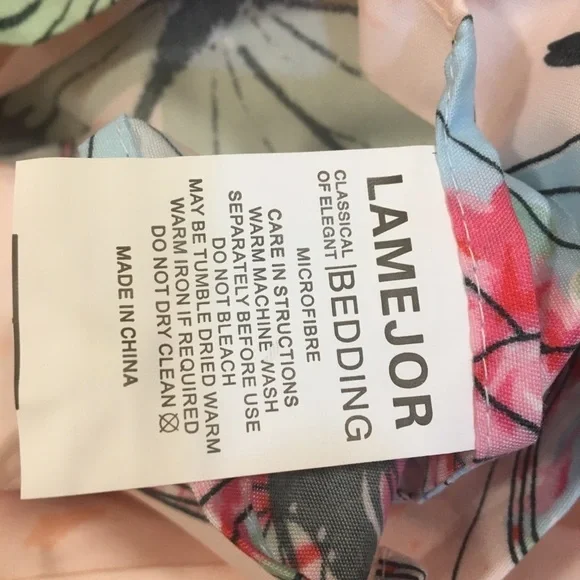 LAMEJOR
CLASSICAL
OF ELEGNT
BEDDING
MICROFIBRE
CARE IN STRUCTIONS
WARM MACHINE WASH
SEPARATELY BEFORE USE
DO NOT BLEACH
MAY BE TUMBLE DRIED WARM
WARM IRON IF REQUIRED
DO NOT DRY CLEAN
MADE IN CHINA